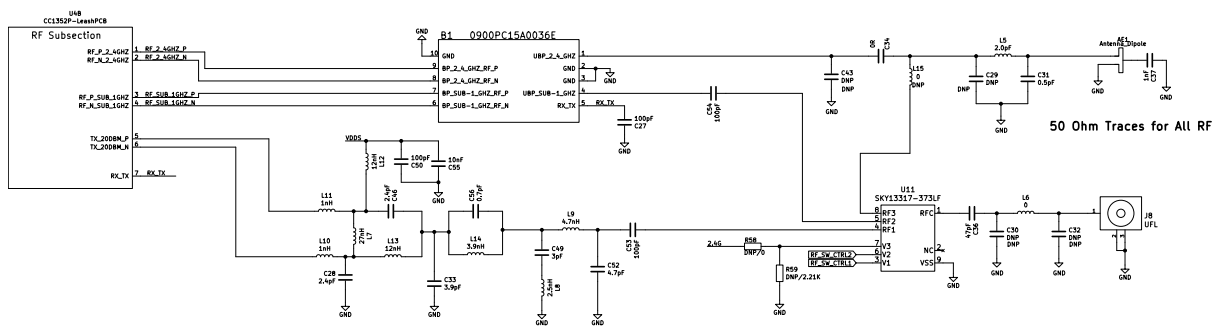 U4B
CC1352P-LeashPCB
RF Subsection
RF_P_2_4GHZ 1 RF_2_4GHZ_P
RF_N_2_4GHZ 2 RF_2_4GHZ_N
RF_P_SUB_1GHZ 3 RF_SUB_1GHZ_P
RF_N_SUB_1GHZ 4 RF_SUB_1GHZ_N
TX_20DBM_P 5
TX_20DBM_N 6
RX_TX 7 RX_TX
GND
B1 0900PC15A0036E
10 GND
9 BP_2_4_GHZ_RF_P
8 BP_2_4_GHZ_RF_N
7 BP_SUB-1_GHZ_RF_P
6 BP_SUB-1_GHZ_RF_N
UBP_2_4_GHZ 1
GND 2
GND 3
UBP_SUB-1_GHZ 4
RX_TX 5 RX_TX
GND
100pF
C27
GND
C54
100pF
VDDS
12nH
L12
100pF
C50
10nF
C55
GND
L11
1nH
2.4pF
C46
27nH
L7
L10
1nH
L13
12nH
C28
2.4pF
GND
C56
0.7pF
L14
3.9nH
C33
3.9pF
GND
L9
4.7nH
C49
3pF
2.5nH
L8
GND
C52
4.7pF
GND
C53
100pF
C43
DNP
DNP
GND
0R
C34
L15
0
DNP
L5
2.0pF
C29
DNP
DNP
C31
0.5pF
GND
AE1
Antenna_Dipole
GND
1nF
C37
GND
50 Ohm Traces for All RF
U11
SKY13317-373LF
8 RF3
5 RF2
4 RF1
7 V3
6 V2
3 V1
RFC 1
NC 2
VSS 9
GND
2.4G
R58
DNP/0
RF_SW_CTRL2
RF_SW_CTRL1
R59
DNP/2.21K
GND
47pF
C36
C30
DNP
DNP
GND
L6
0
C32
DNP
DNP
GND
1
2
3
J8
UFL
GND